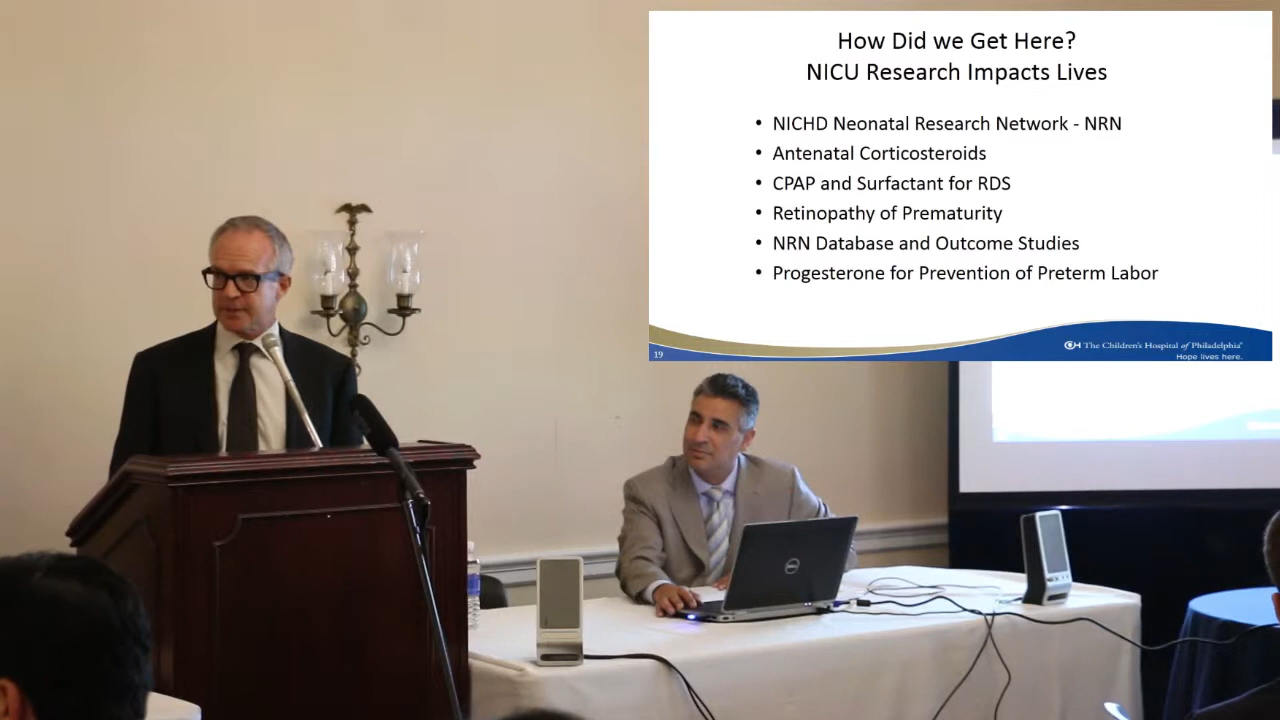 How Did we Get Here?
NICU Research Impacts Lives
• NICHD Neonatal Research Network - NRN
• Antenatal Corticosteroids
• CPAP and Surfactant for RDS
• Retinopathy of Prematurity
• NRN Database and Outcome Studies
• Progesterone for Prevention of Preterm Labor
19
CH The Children's Hospital of Philadelphia®
Hope lives here.
DELL